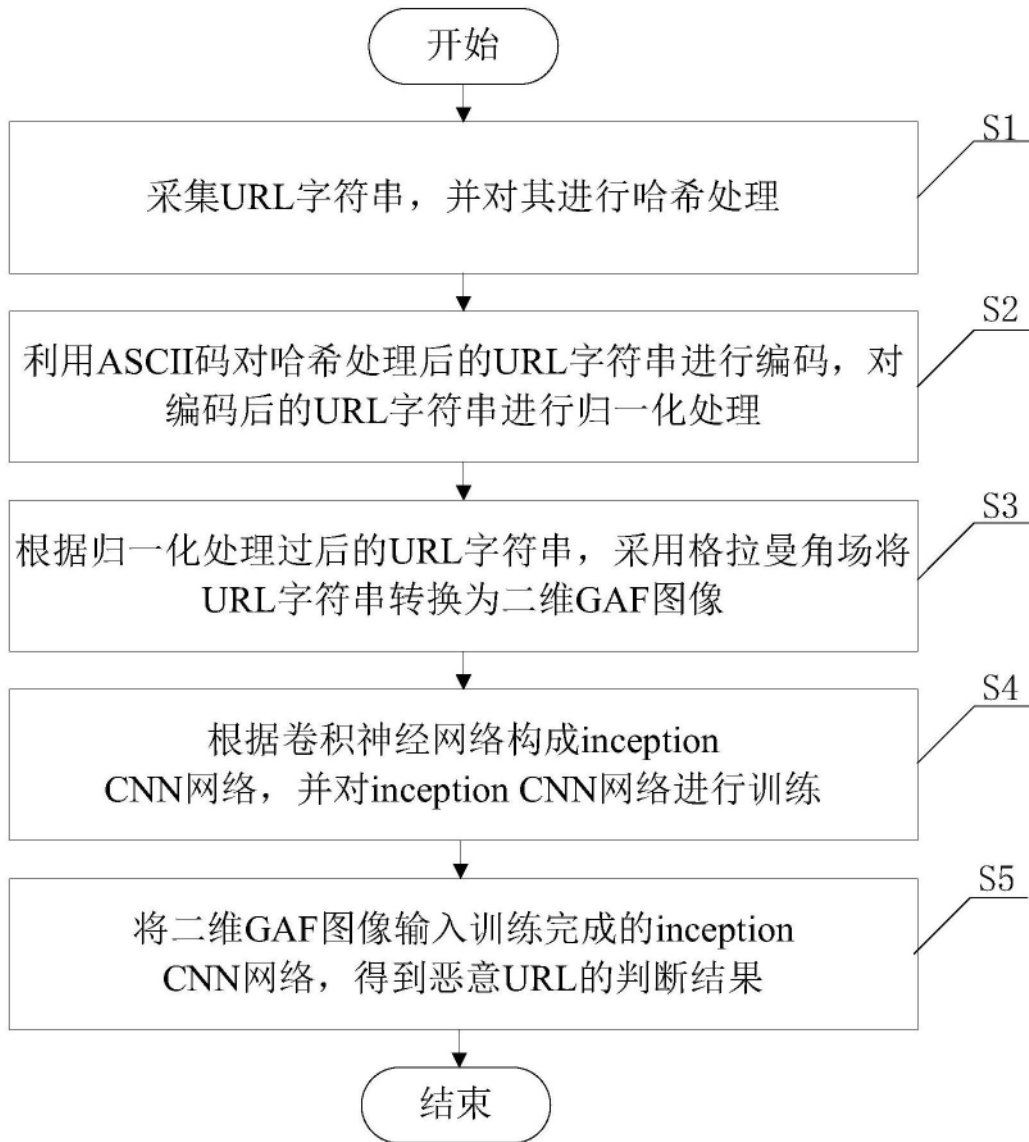 开始
S1
采集URL字符串，并对其进行哈希处理
S2
利用ASCII码对哈希处理后的URL字符串进行编码，对
编码后的URL字符串进行归一化处理
S3
根据归一化处理过后的URL字符串，采用格拉曼角场将
URL字符串转换为二维GAF图像
S4
根据卷积神经网络构成inception
CNN网络，并对inception CNN网络进行训练
S5
将二维GAF图像输入训练完成的inception
CNN网络，得到恶意URL的判断结果
结束